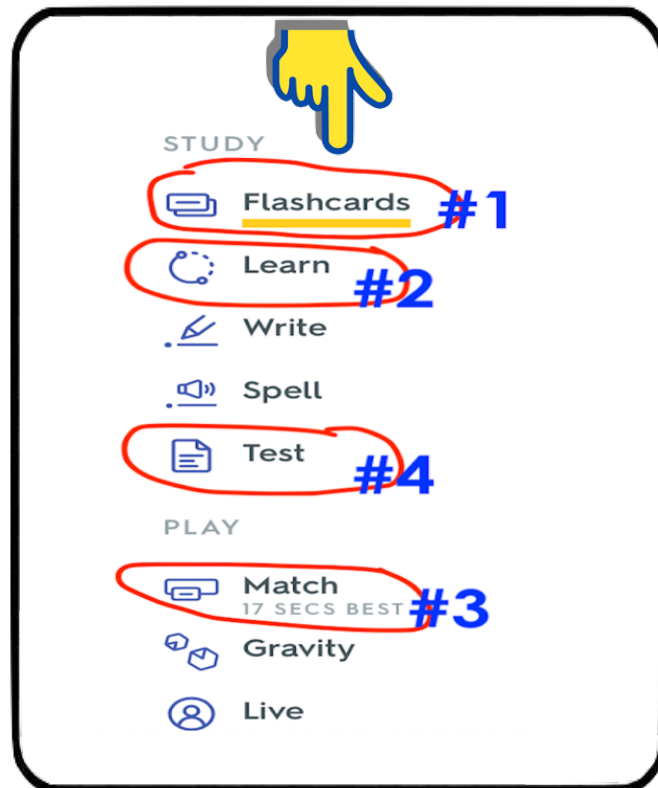 STUDY
Flashcards #1
Learn #2
Write
Spell
Test #4
PLAY
Match
17 SECS BEST #3
Gravity
Live